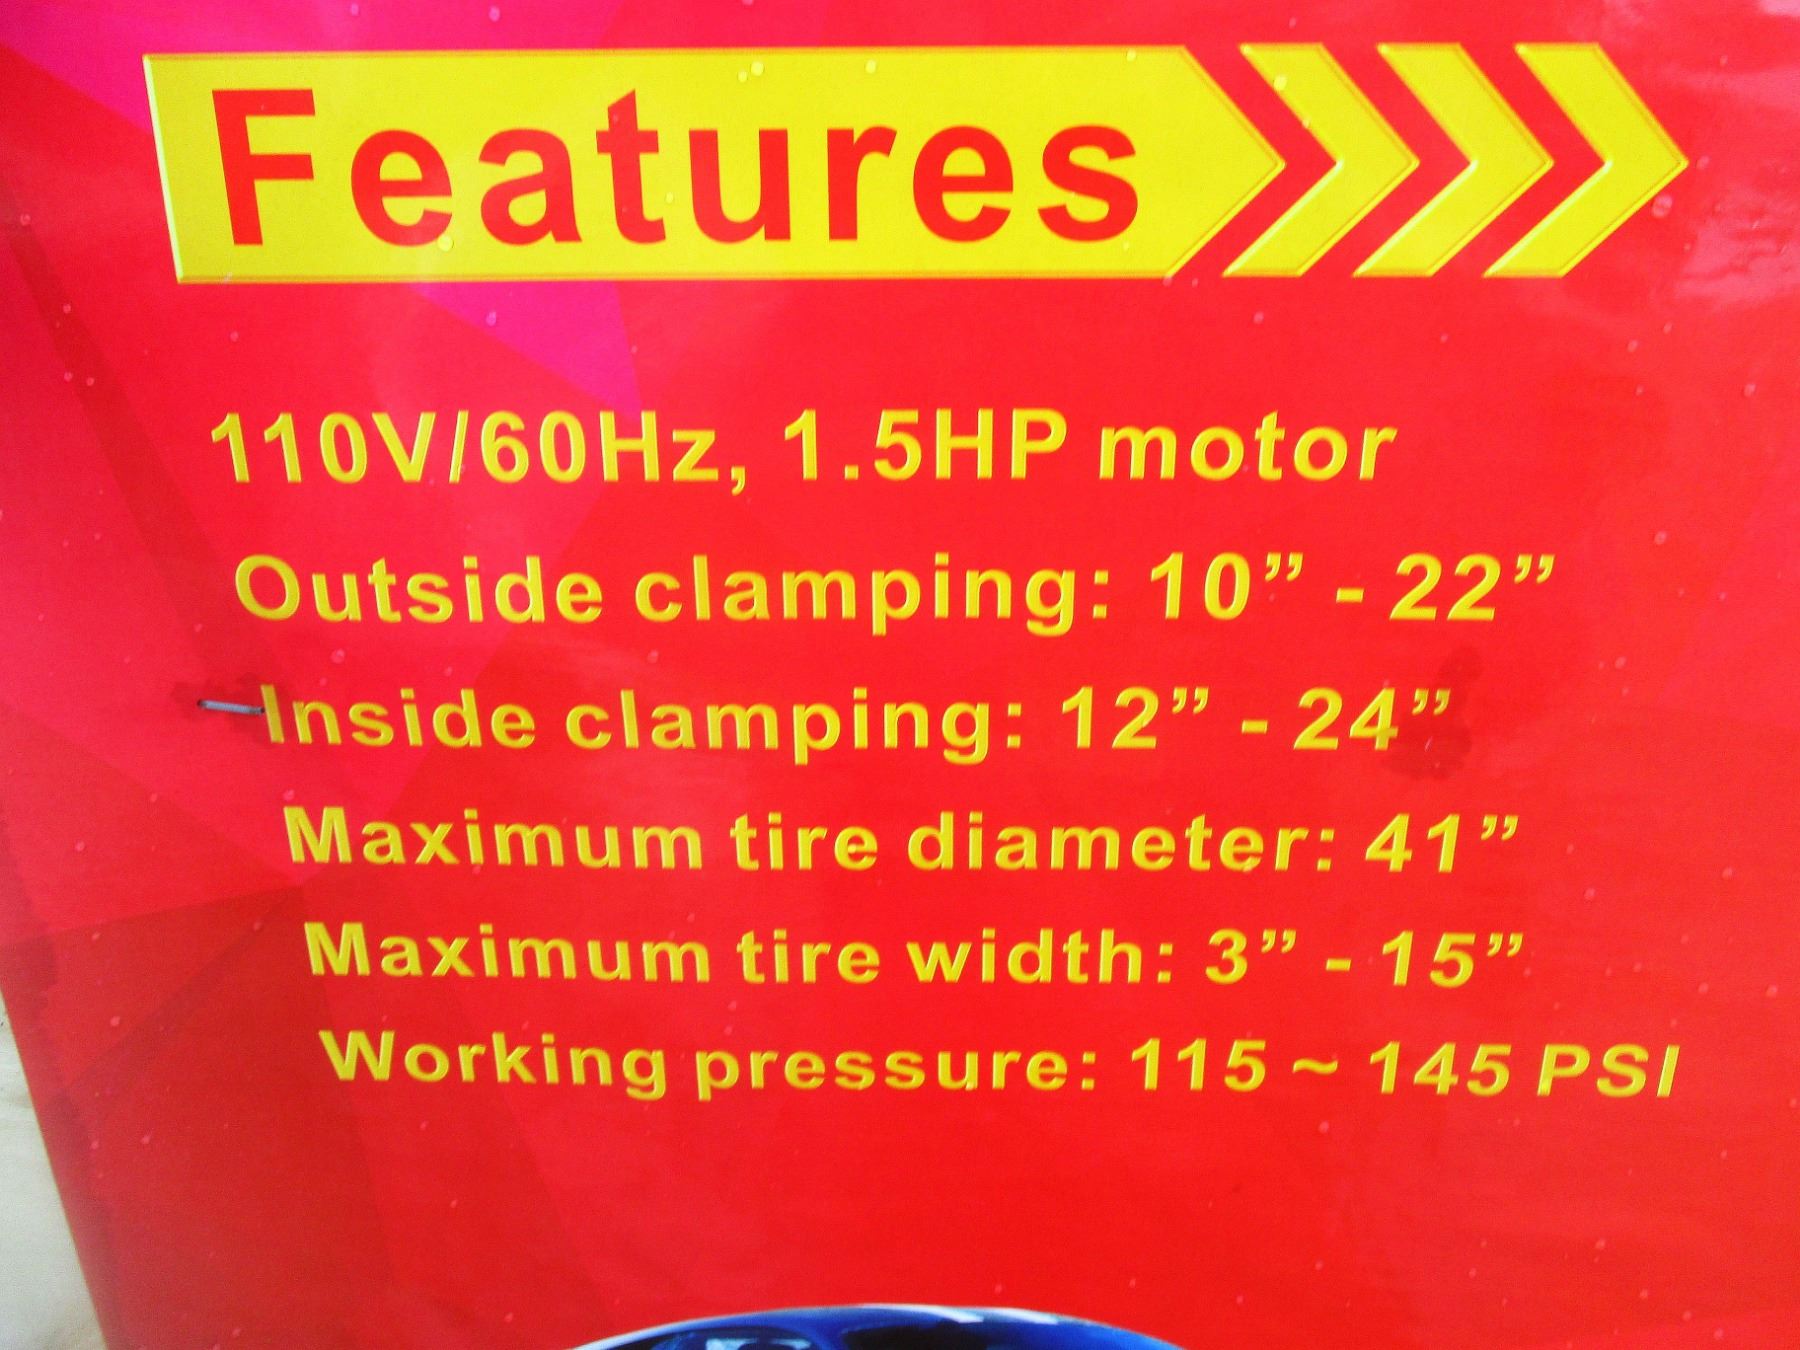 Features
110V/60Hz, 1.5HP motor
Outside clamping: 10” - 22”
Inside clamping: 12” - 24”
Maximum tire diameter: 41”
Maximum tire width: 3” - 15”
Working pressure: 115 ~ 145 PSI